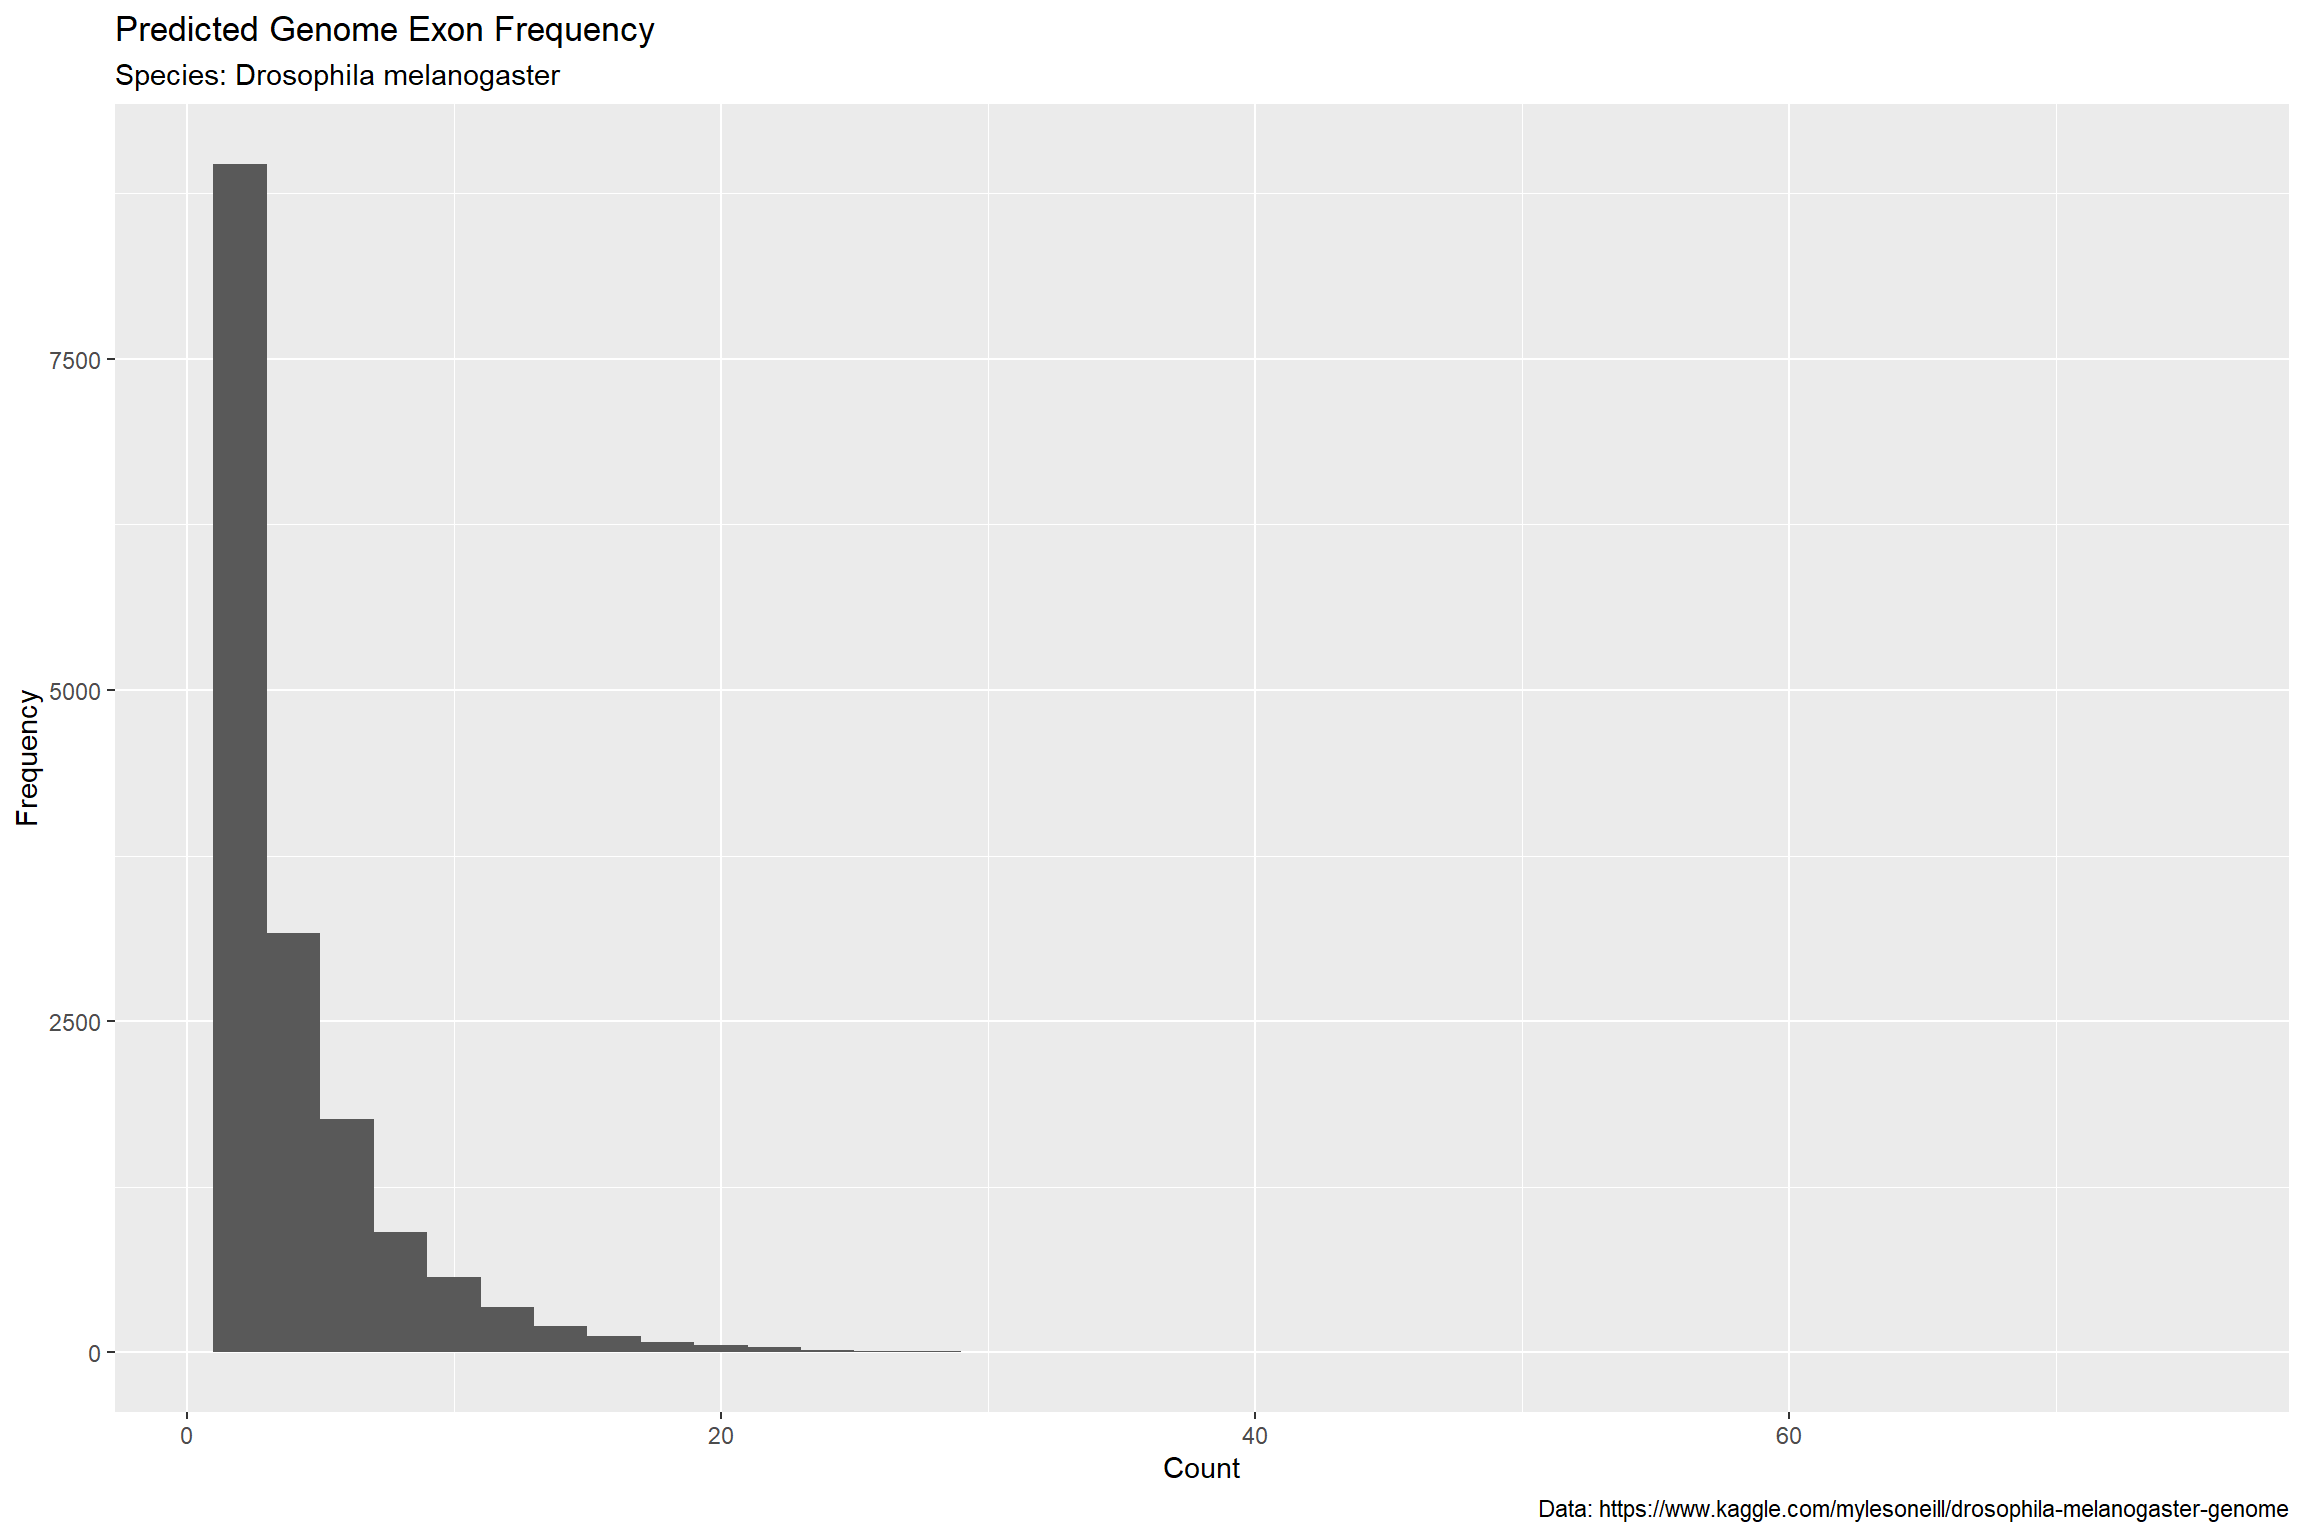 Predicted Genome Exon Frequency
Species: Drosophila melanogaster
7500
5000
2500
0
Frequency
0 20 40 60
Count
Data: https://www.kaggle.com/mylesoneill/drosophila-melanogaster-genome